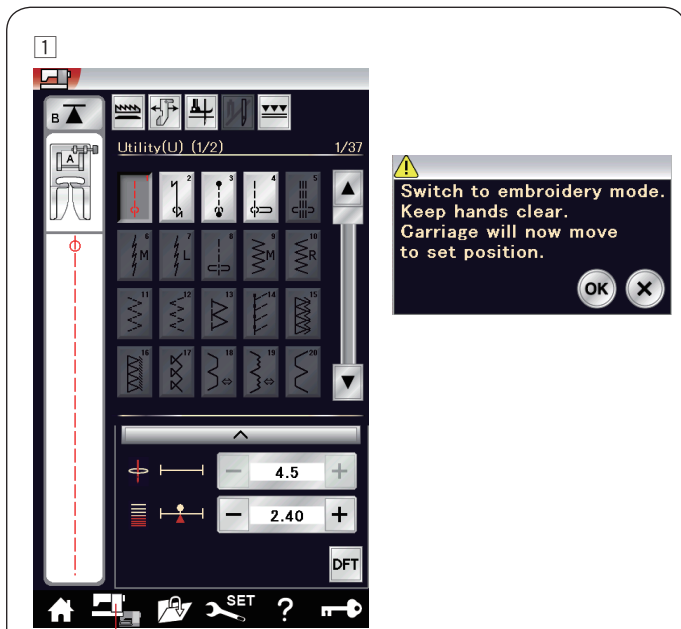 1
B
A
Utility(U) (1/2) 1/37
1 2 3 4 5
6 M 7 L 8 9 M 10 R
11 12 13 14 15
16 17 18 19 20
4.5
2.40
DFT
SET ?
Switch to embroidery mode.
Keep hands clear.
Carriage will now move
to set position.
OK X